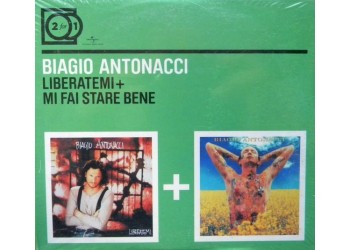 2 for 1
BIAGIO ANTONACCI
LIBERATEMI+
MI FAI STARE BENE
BIAGIO ANTONACCI
LIBERATEMI
+
BIAGIO ANTONACCI